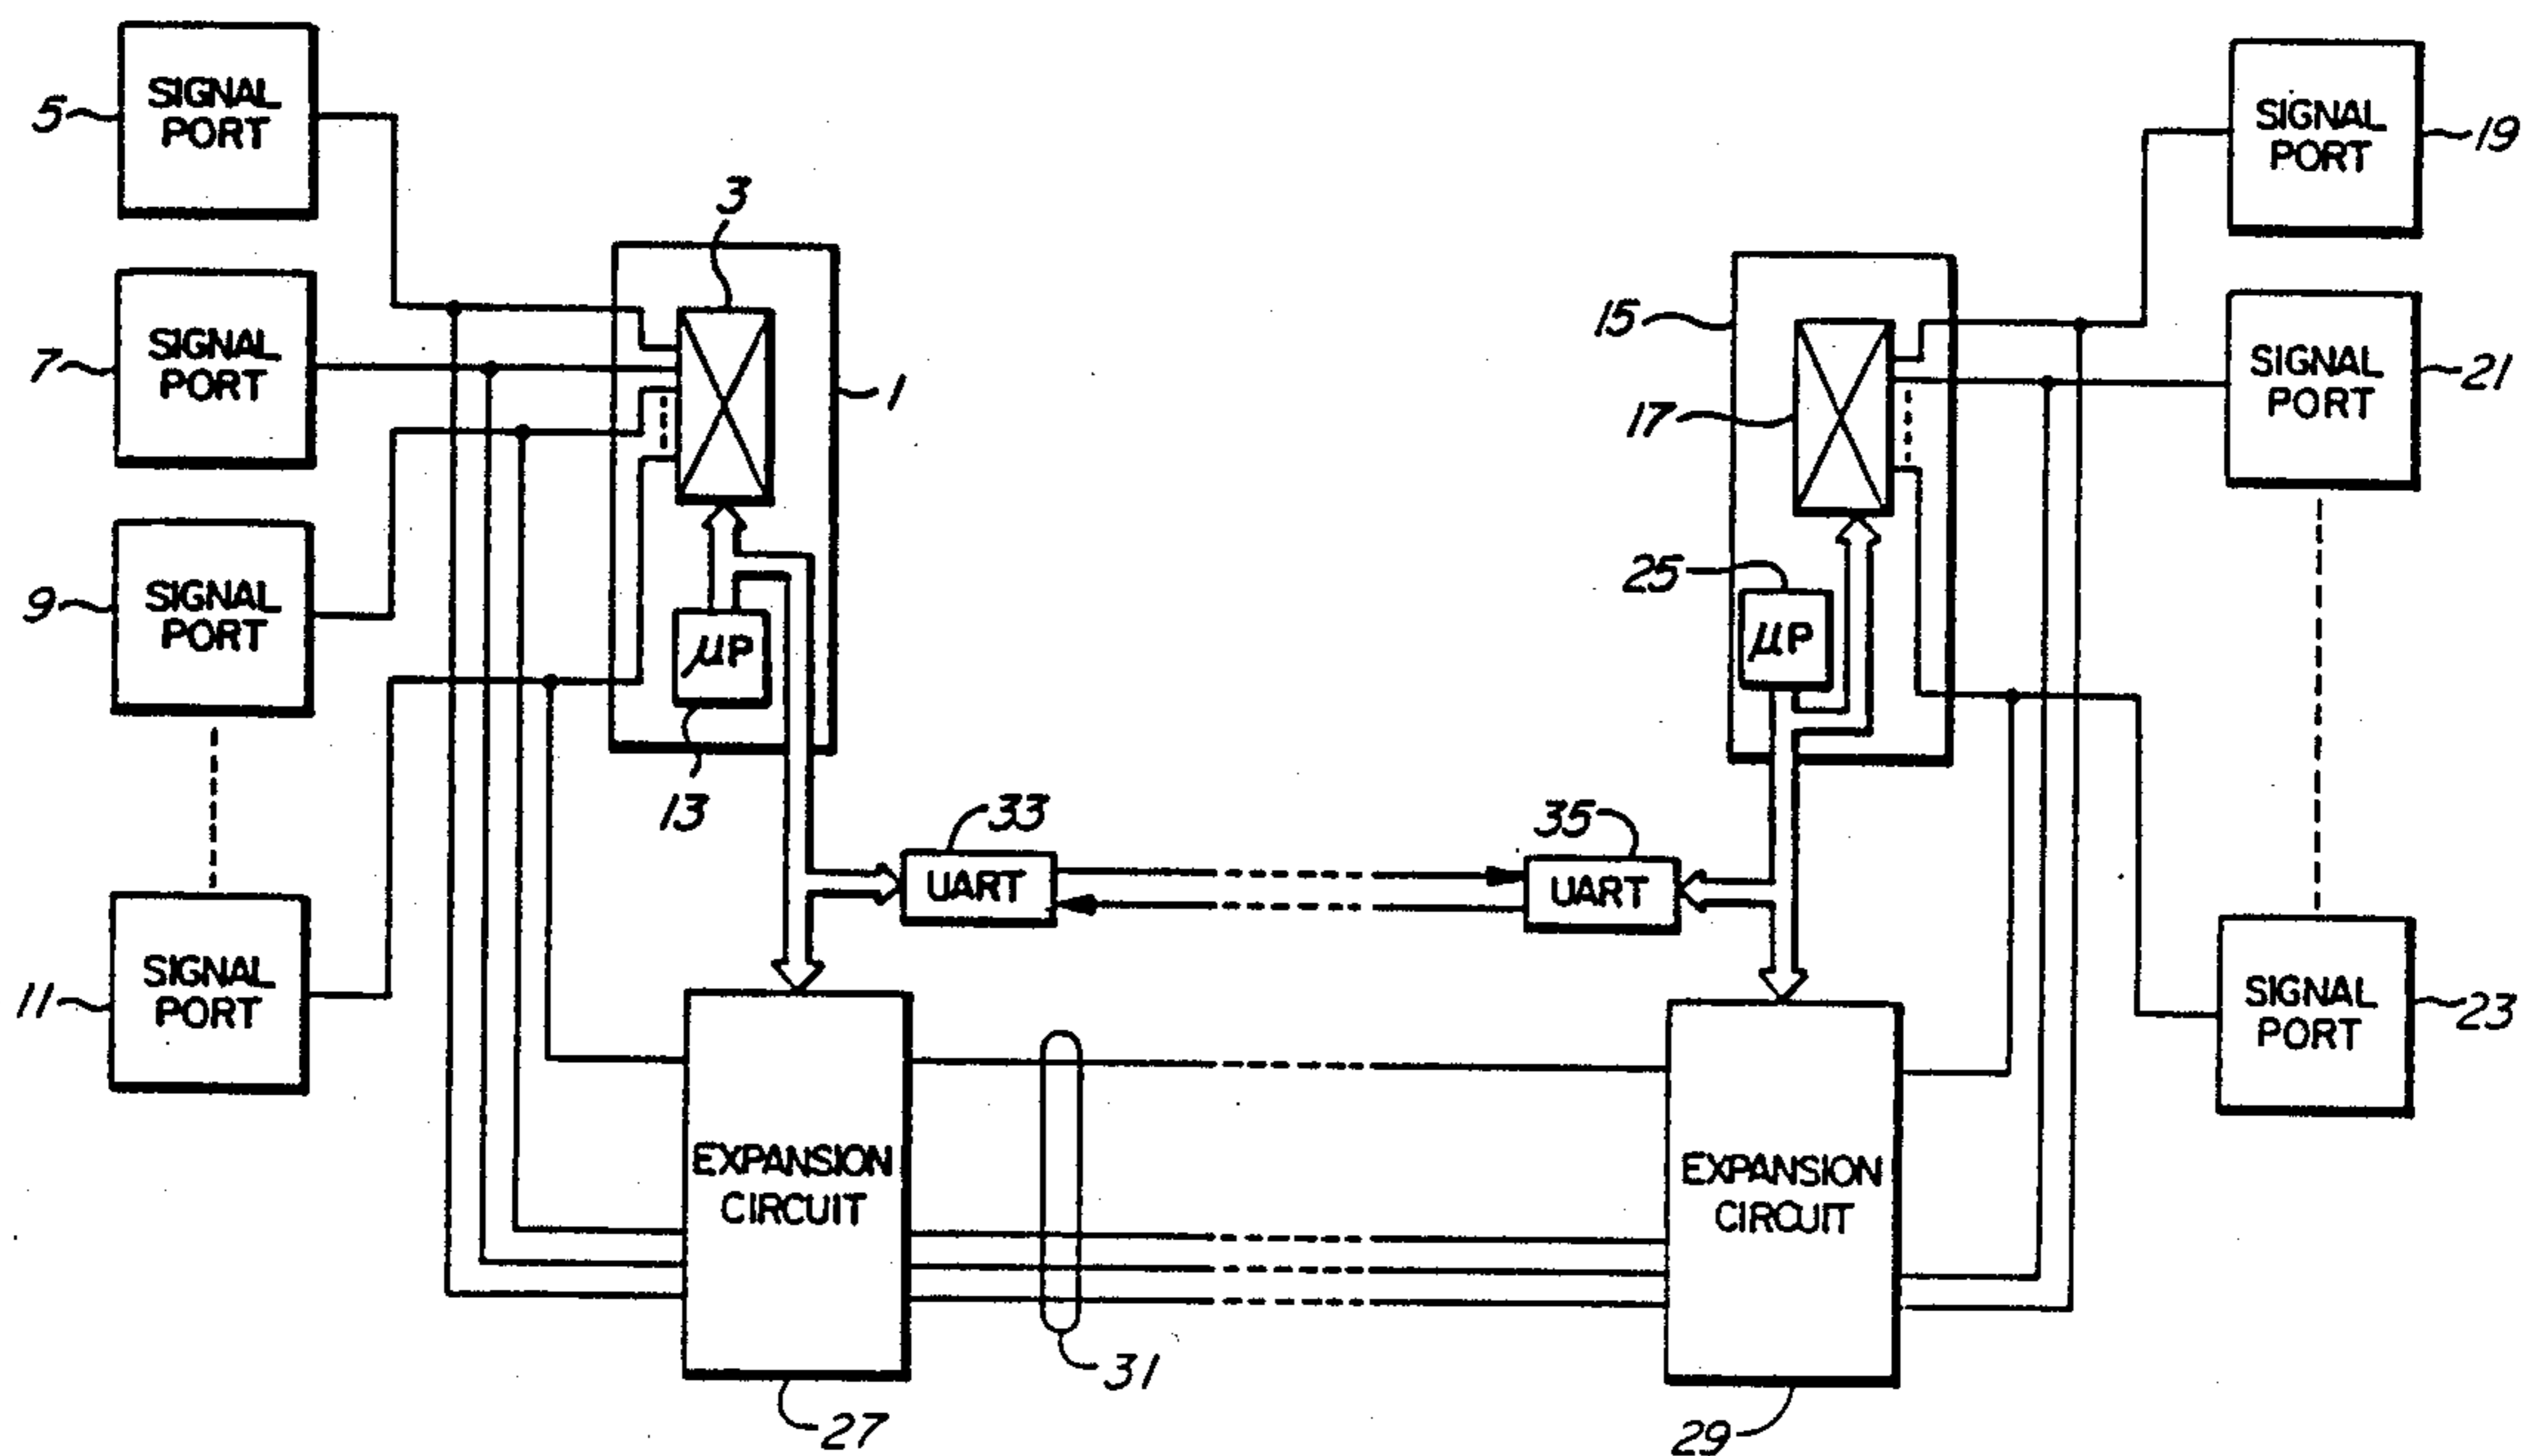 5
SIGNAL
PORT
7
SIGNAL
PORT
9
SIGNAL
PORT
11
SIGNAL
PORT
3
1
μP
13
33
UART
EXPANSION
CIRCUIT
27
31
15
17
25
μP
35
UART
EXPANSION
CIRCUIT
29
SIGNAL
PORT
19
SIGNAL
PORT
21
SIGNAL
PORT
23